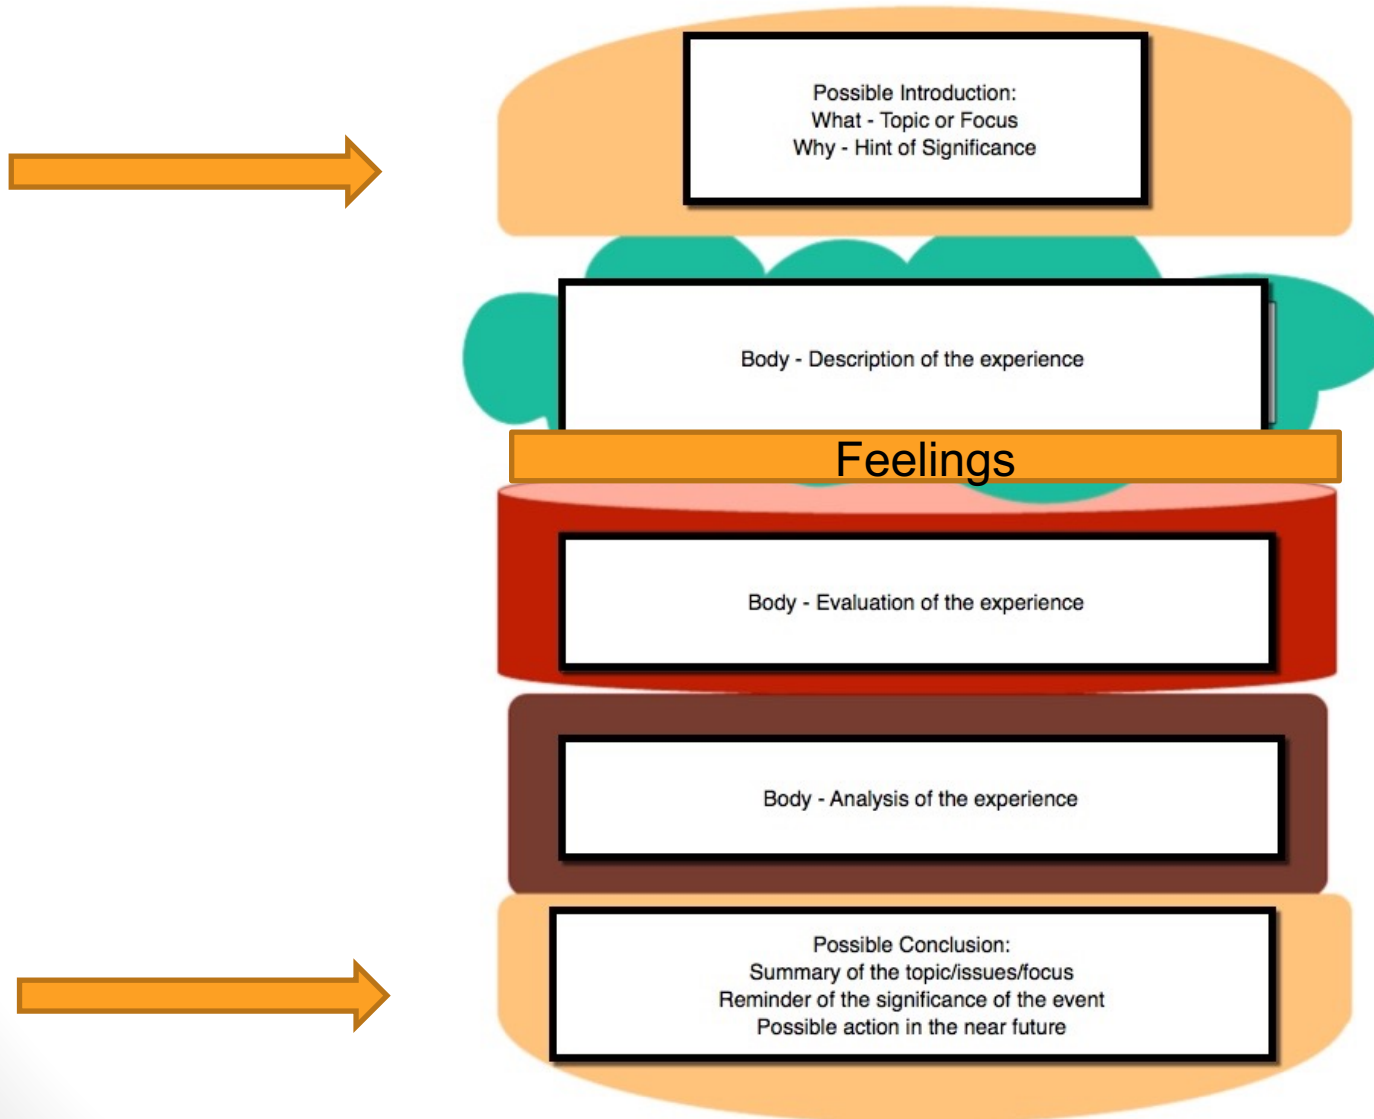 Possible Introduction:
What - Topic or Focus
Why - Hint of Significance
Body - Description of the experience
Feelings
Body - Evaluation of the experience
Body - Analysis of the experience
Possible Conclusion:
Summary of the topic/issues/focus
Reminder of the significance of the event
Possible action in the near future